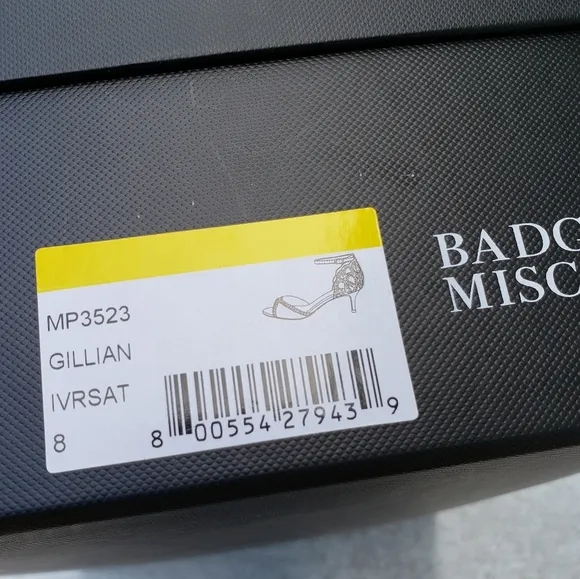 MP3523
GILLIAN
IVRSAT
8
8 00554 27943 9
BADG
MISC